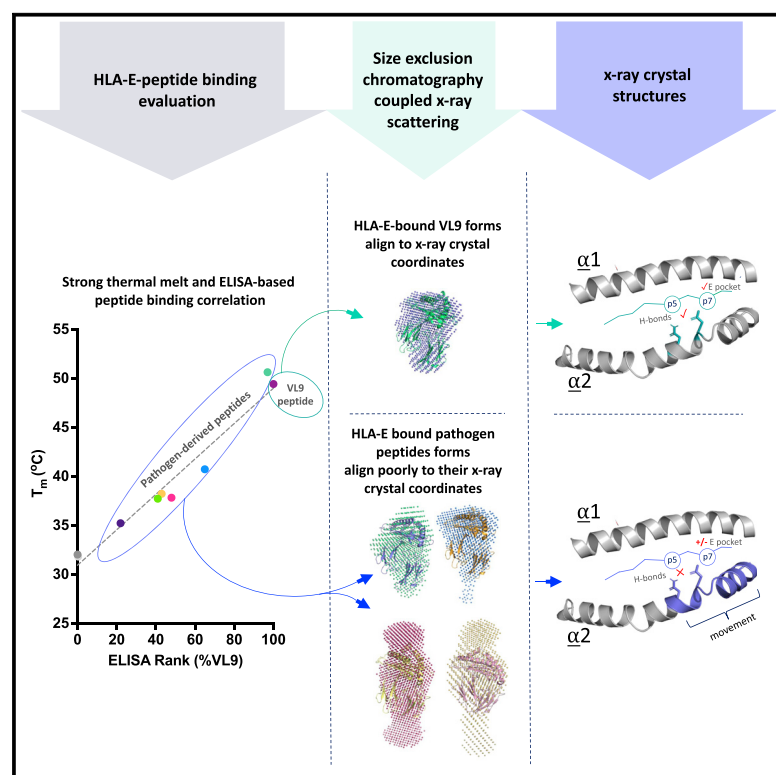 HLA-E-peptide binding
evaluation
Size exclusion
chromatography
coupled x-ray
scattering
x-ray crystal
structures
Strong thermal melt and ELISA-based
peptide binding correlation
55
50
45
40
35
30
25
Tm (°C)
0
20
40
60
80
100
ELISA Rank (%VL9)
Pathogen-derived peptides
VL9
peptide
HLA-E-bound VL9 forms
align to x-ray crystal
coordinates
HLA-E bound pathogen
peptides forms
align poorly to their x-ray
crystal coordinates
α1
✓E pocket
p5
p7
H-bonds
✓
α2
α1
+/- E pocket
p5
p7
H-bonds
×
α2
movement